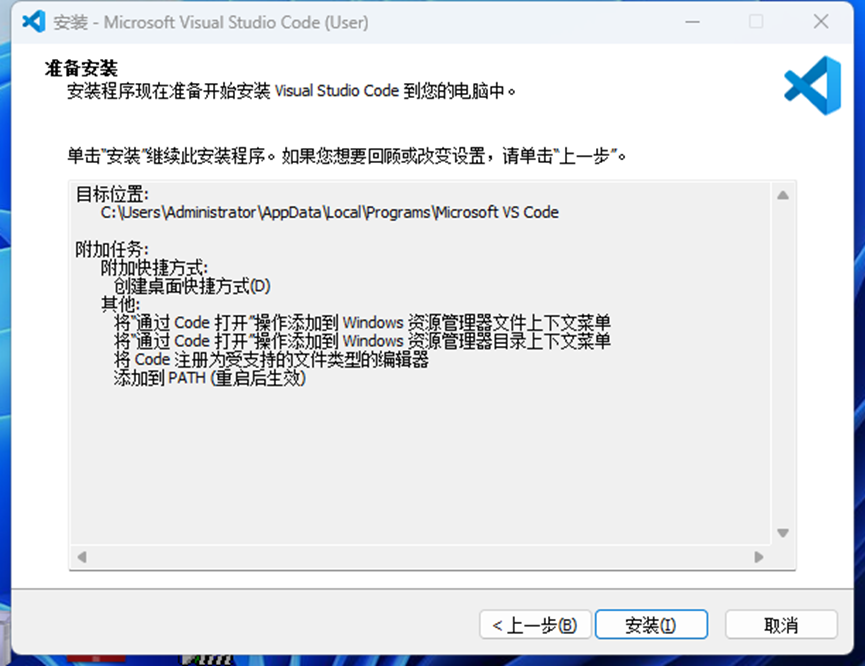 安装 - Microsoft Visual Studio Code (User)
准备安装
安装程序现在准备开始安装 Visual Studio Code 到您的电脑中。
单击"安装"继续此安装程序。如果您想要回顾或改变设置，请单击"上一步"。
目标位置:
C:\Users\Administrator\AppData\Local\Programs\Microsoft VS Code
附加任务:
附加快捷方式:
创建桌面快捷方式(D)
其他:
将"通过 Code 打开"操作添加到 Windows 资源管理器文件上下文菜单
将"通过 Code 打开"操作添加到 Windows 资源管理器目录上下文菜单
将 Code 注册为受支持的文件类型的编辑器
添加到 PATH (重启后生效)
< 上一步(B)
安装(I)
取消